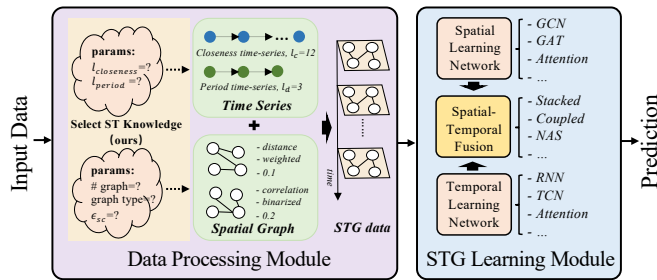 Input Data
params:
l_closeness=?
l_period=?
Select ST Knowledge
(ours)
params:
# graph=?
graph type=?
ϵ_sc=?
Closeness time-series, l_c=12
Period time-series, l_d=3
Time Series
+
- distance
- weighted
- 0.1
- correlation
- binarized
- 0.2
Spatial Graph
......
time
STG data
Data Processing Module
Spatial
Learning
Network
- GCN
- GAT
- Attention
- ...
Spatial-
Temporal
Fusion
- Stacked
- Coupled
- NAS
- ...
Temporal
Learning
Network
- RNN
- TCN
- Attention
- ...
STG Learning Module
Prediction